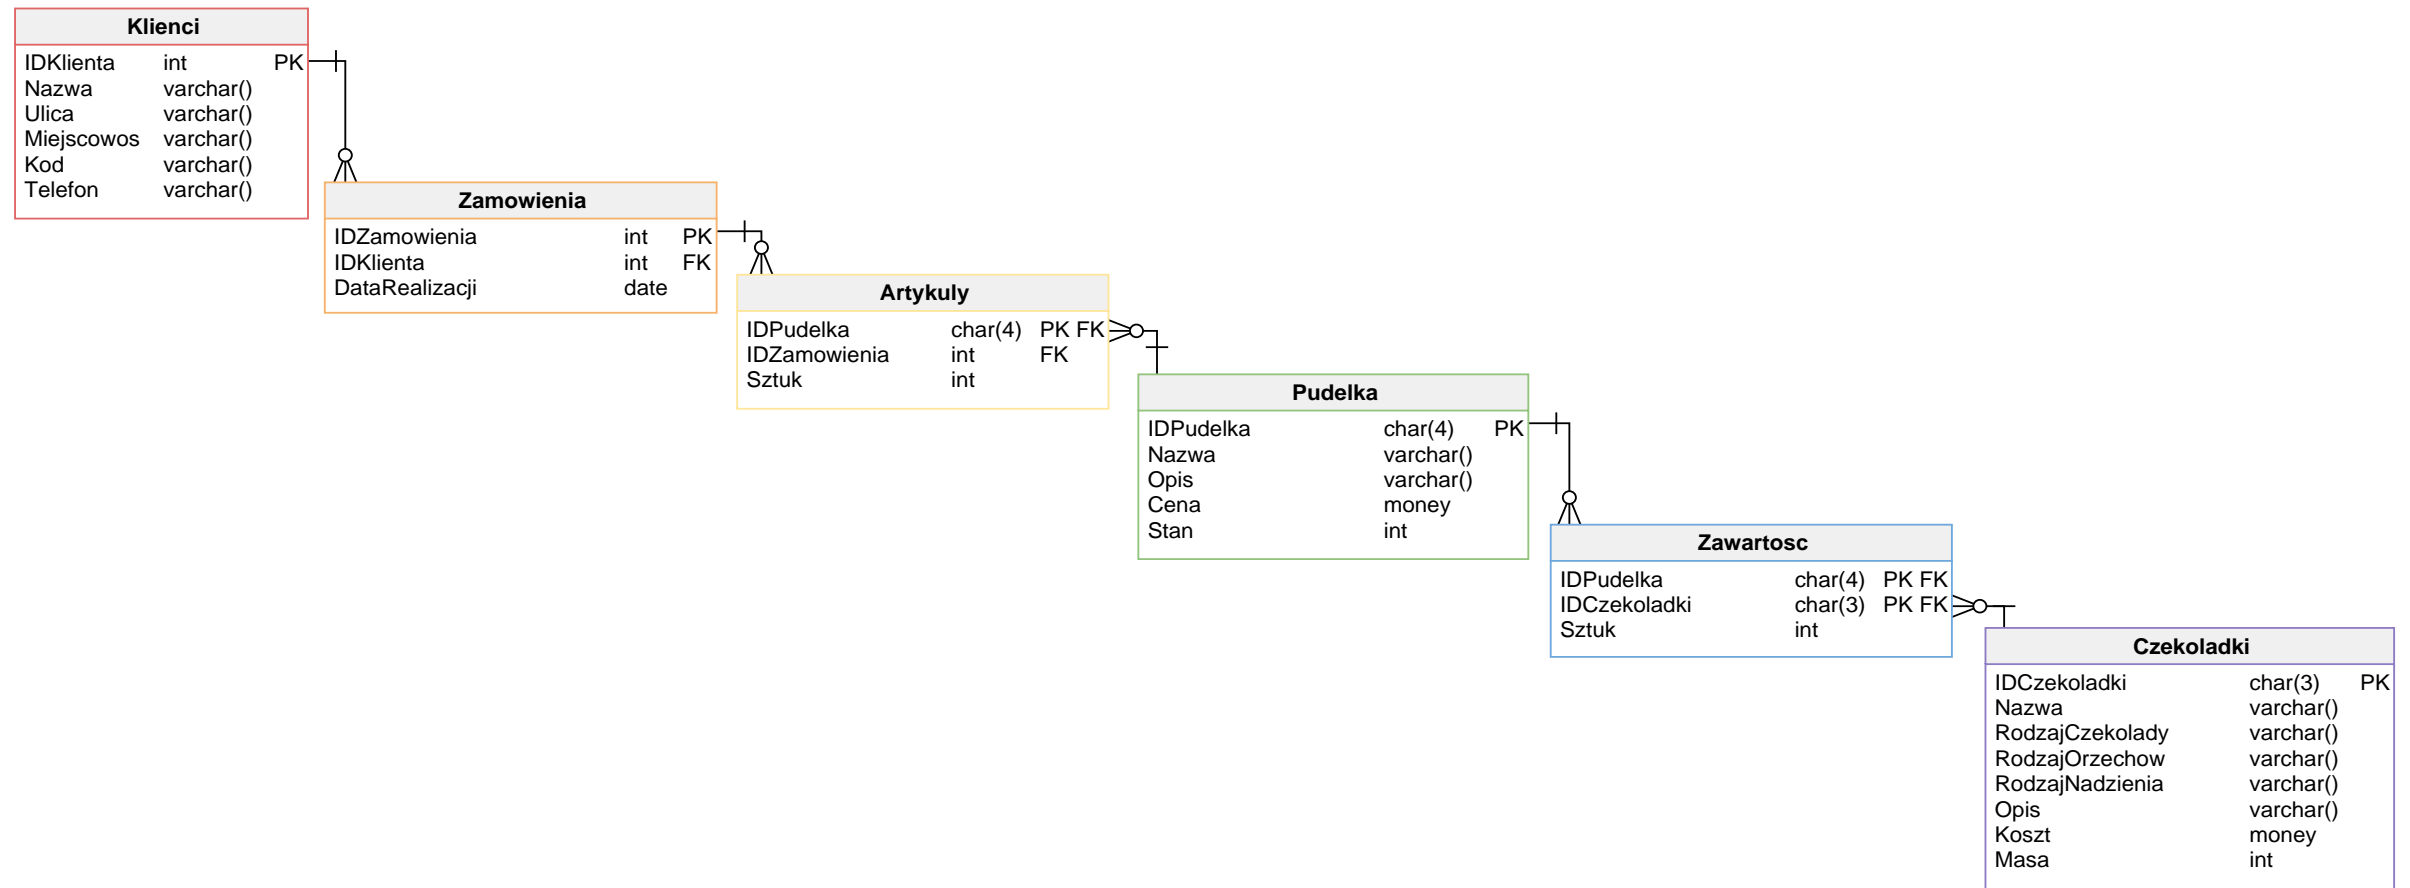 Klienci
IDKlienta int PK
Nazwa varchar()
Ulica varchar()
Miejscowos varchar()
Kod varchar()
Telefon varchar()
Zamowienia
IDZamowienia int PK
IDKlienta int FK
DataRealizacji date
Artykuly
IDPudelka char(4) PK FK
IDZamowienia int FK
Sztuk int
Pudelka
IDPudelka char(4) PK
Nazwa varchar()
Opis varchar()
Cena money
Stan int
Zawartosc
IDPudelka char(4) PK FK
IDCzekoladki char(3) PK FK
Sztuk int
Czekoladki
IDCzekoladki char(3) PK
Nazwa varchar()
RodzajCzekolady varchar()
RodzajOrzechow varchar()
RodzajNadzienia varchar()
Opis varchar()
Koszt money
Masa int